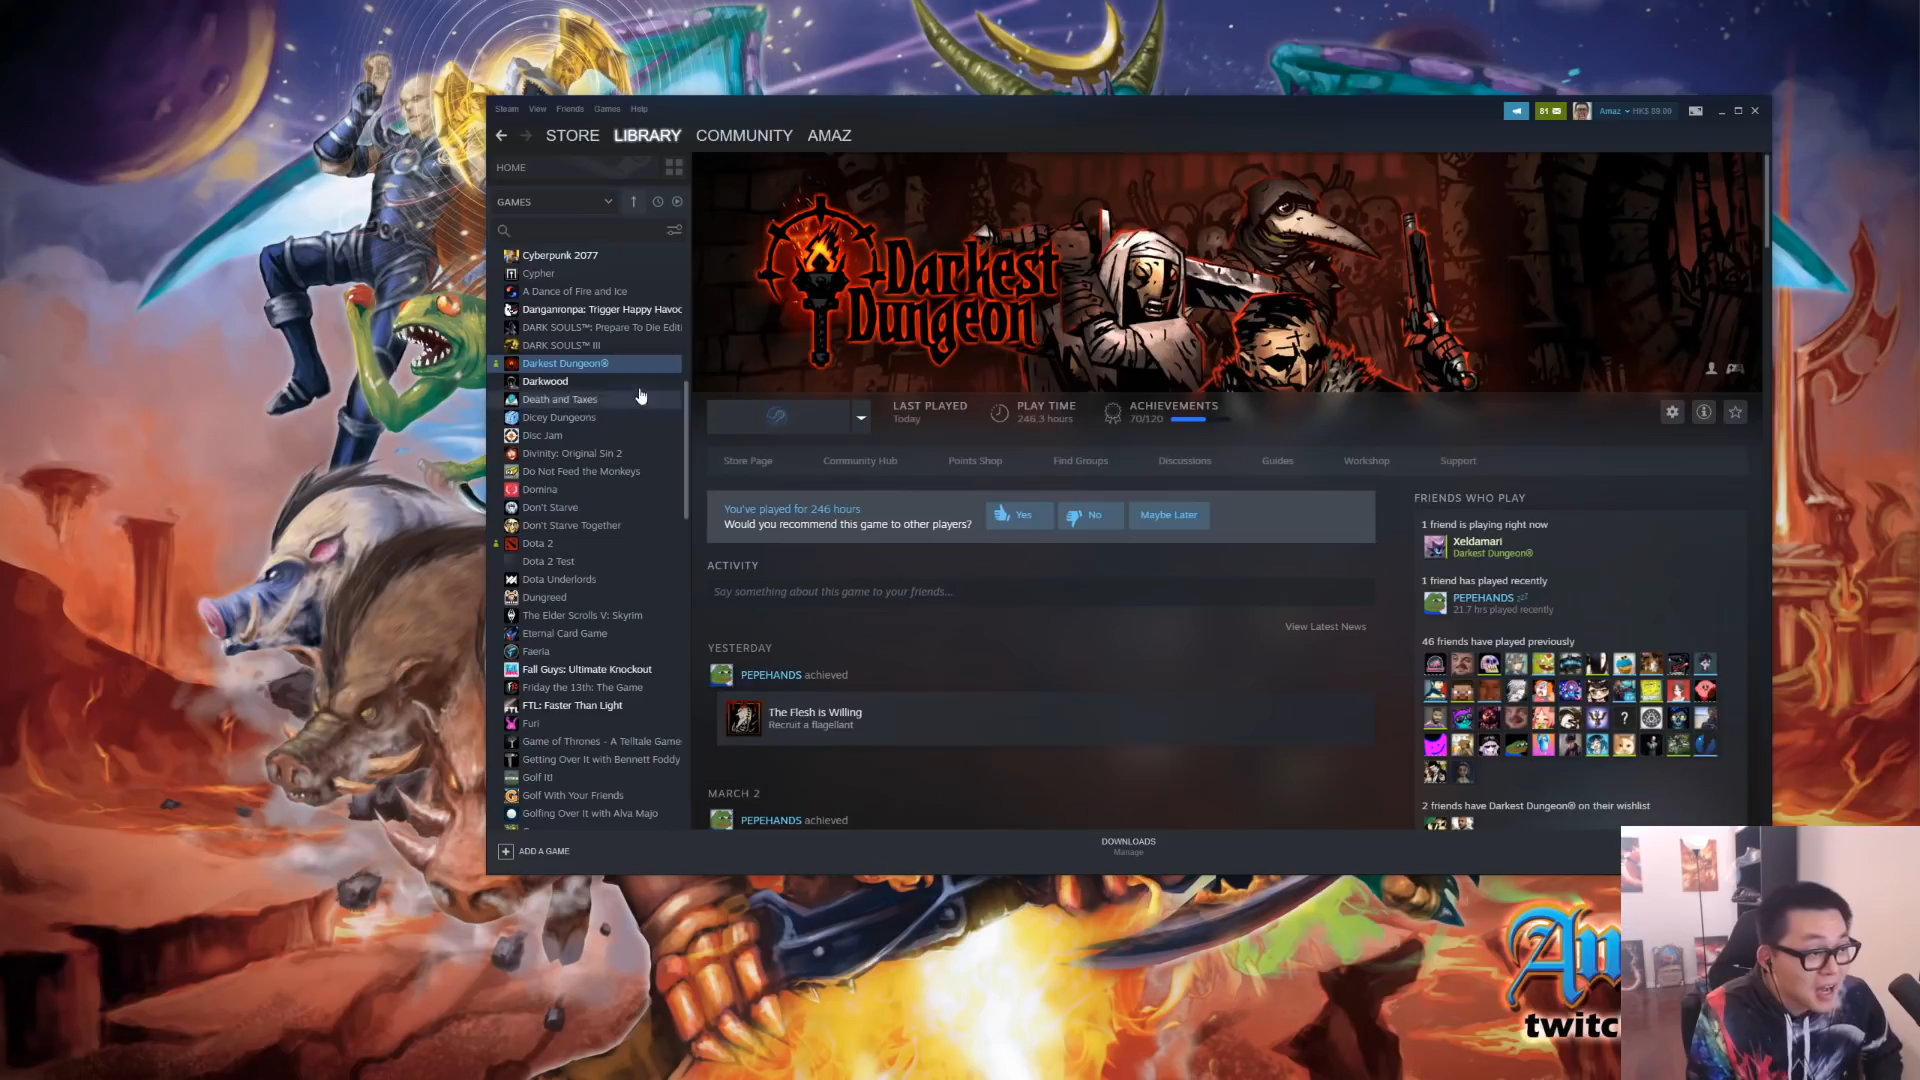 Steam View Friends Games Help
81
Amaz HK$ 89.00
STORE LIBRARY COMMUNITY AMAZ
HOME
GAMES
Cyberpunk 2077
Cypher
A Dance of Fire and Ice
Danganronpa: Trigger Happy Havoc
DARK SOULS™: Prepare To Die Editi
DARK SOULS™ III
Darkest Dungeon®
Darkwood
Death and Taxes
Dicey Dungeons
Disc Jam
Divinity: Original Sin 2
Do Not Feed the Monkeys
Domina
Don't Starve
Don't Starve Together
Dota 2
Dota 2 Test
Dota Underlords
Dungreed
The Elder Scrolls V: Skyrim
Eternal Card Game
Faeria
Fall Guys: Ultimate Knockout
Friday the 13th: The Game
FTL: Faster Than Light
Furi
Game of Thrones - A Telltale Game
Getting Over It with Bennett Foddy
Golf It!
Golf With Your Friends
Golfing Over It with Alva Majo
ADD A GAME
Darkest
Dungeon
LAST PLAYED
Today
PLAY TIME
246.3 hours
ACHIEVEMENTS
70/120
Store Page Community Hub Points Shop Find Groups Discussions Guides Workshop Support
You've played for 246 hours
Would you recommend this game to other players?
Yes No Maybe Later
ACTIVITY
Say something about this game to your friends...
View Latest News
YESTERDAY
PEPEHANDS achieved
The Flesh is Willing
Recruit a flagellant
MARCH 2
PEPEHANDS achieved
FRIENDS WHO PLAY
1 friend is playing right now
Xeldamari
Darkest Dungeon®
1 friend has played recently
PEPEHANDS zzZ
21.7 hrs played recently
46 friends have played previously
?
2 friends have Darkest Dungeon® on their wishlist
DOWNLOADS
Manage
Am
twitc